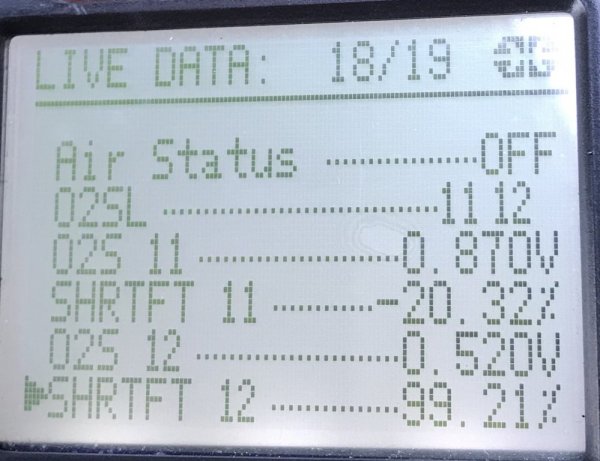 LIVE DATA: 18/19
Air Status ................OFF
O2SL ..............................11 12
O2S 11 .....................0.870V
SHRTFT 11 ...........-20.32%
O2S 12 .....................0.520V
SHRTFT 12 .............99.21%